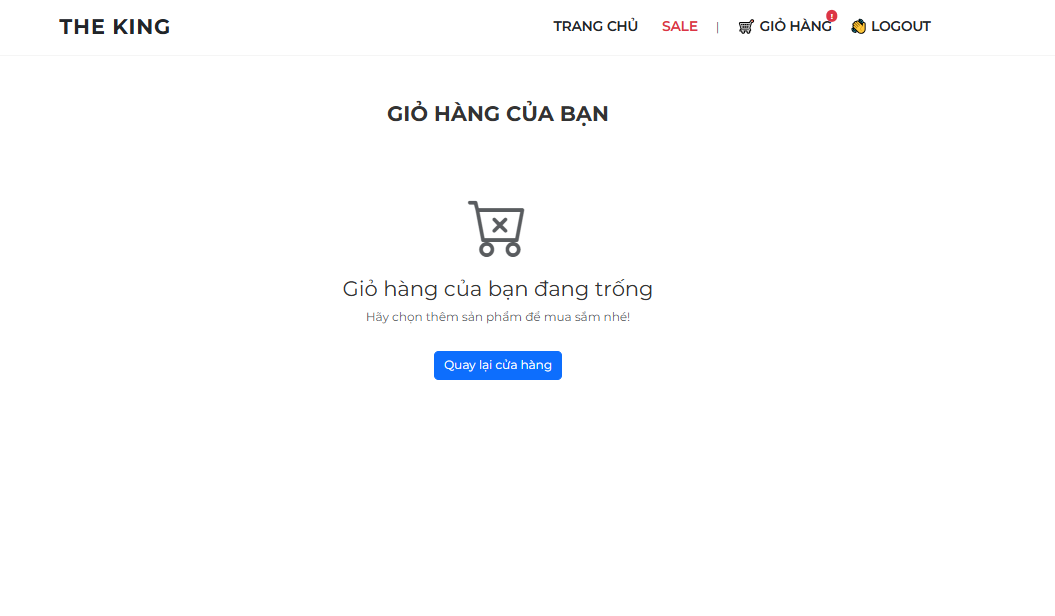 THE KING
TRANG CHỦ SALE | GIỎ HÀNG ! LOGOUT
GIỎ HÀNG CỦA BẠN
Giỏ hàng của bạn đang trống
Hãy chọn thêm sản phẩm để mua sắm nhé!
Quay lại cửa hàng